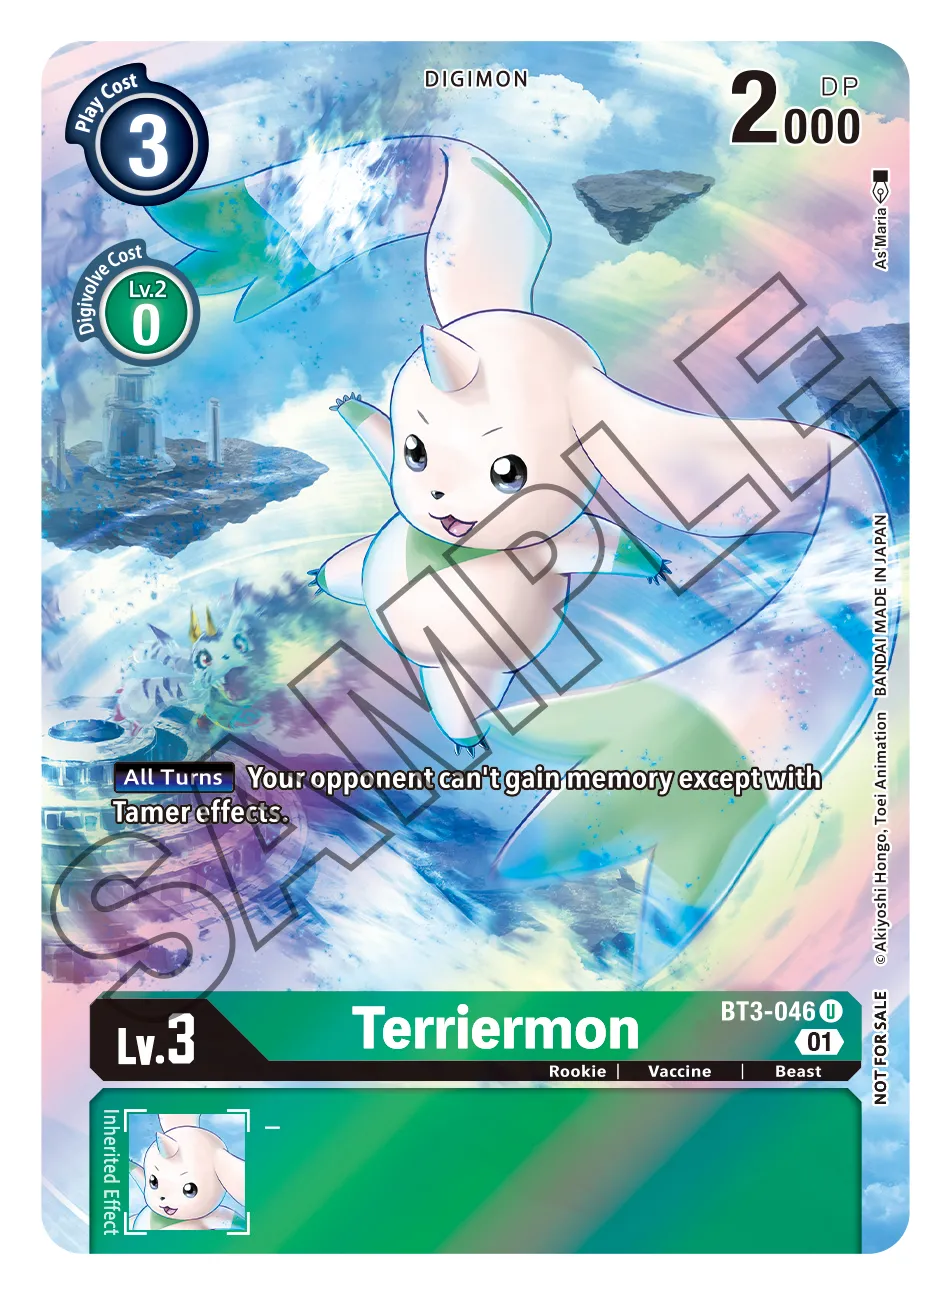 DIGIMON
Play Cost
3
2000
DP
As'Maria
Digivolve Cost
Lv.2
0
SAMPLE
All Turns Your opponent can't gain memory except with
Tamer effects.
©Akiyoshi Hongo, Toei Animation BANDAI MADE IN JAPAN
NOT FOR SALE
Lv.3
Terriermon
BT3-046 U
01
Rookie | Vaccine | Beast
Inherited Effect
–